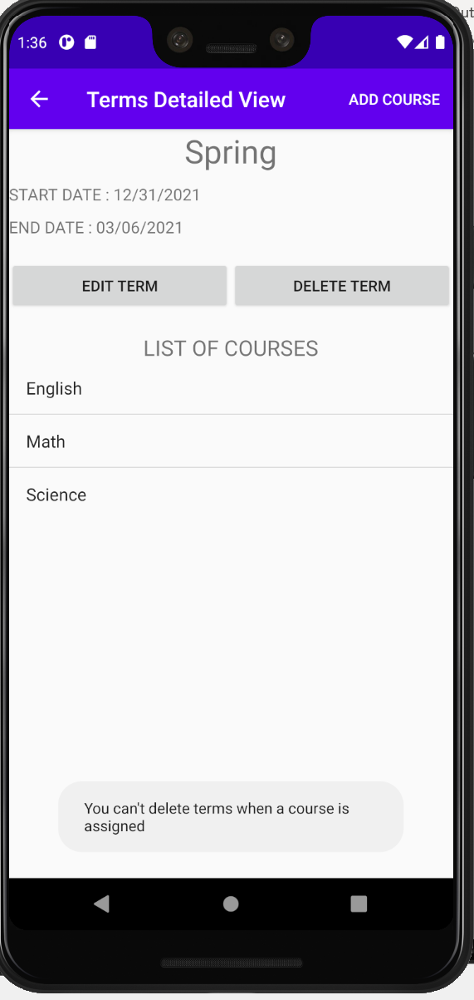 ut
1:36
Terms Detailed View ADD COURSE
Spring
START DATE : 12/31/2021
END DATE : 03/06/2021
EDIT TERM DELETE TERM
LIST OF COURSES
English
Math
Science
You can't delete terms when a course is
assigned